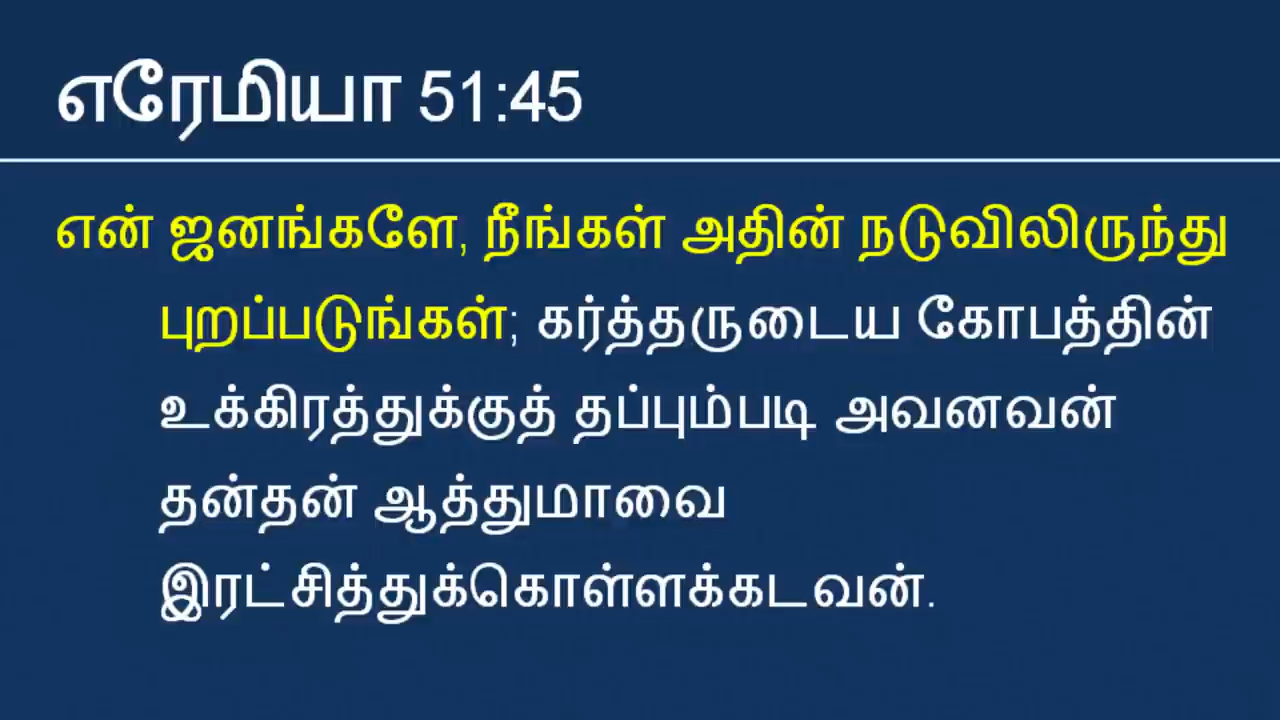 எரேமியா 51:45
என் ஜனங்களே, நீங்கள் அதின் நடுவிலிருந்து
புறப்படுங்கள்; கர்த்தருடைய கோபத்தின்
உக்கிரத்துக்குத் தப்பும்படி அவனவன்
தன்தன் ஆத்துமாவை
இரட்சித்துக்கொள்ளக்கடவன்.